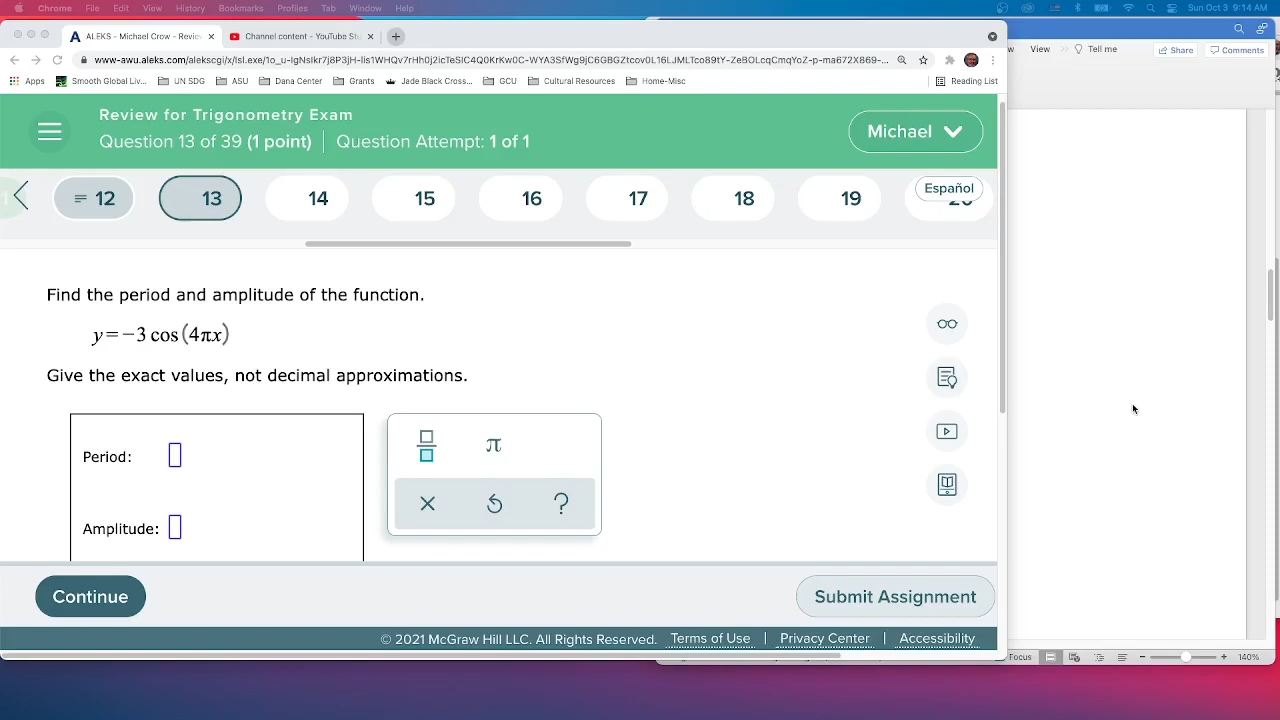 Chrome File Edit View History Bookmarks Profiles Tab Window Help
Sun Oct 3 9:14 AM
ALEKS - Michael Crow - Revie
Channel content - YouTube Stu
View Tell me Share Comments
Apps Smooth Global Liv... UN SDG ASU Dana Center Grants Jade Black Cross... GCU Cultural Resources Home-Misc Reading List
Review for Trigonometry Exam
Question 13 of 39 (1 point) Question Attempt: 1 of 1
Michael
= 12 13 14 15 16 17 18 19
Español
Find the period and amplitude of the function.
y=−3 cos(4πx)
Give the exact values, not decimal approximations.
Period:
π
Amplitude:
× ?
Continue
Submit Assignment
© 2021 McGraw Hill LLC. All Rights Reserved. Terms of Use | Privacy Center | Accessibility
Focus 140%